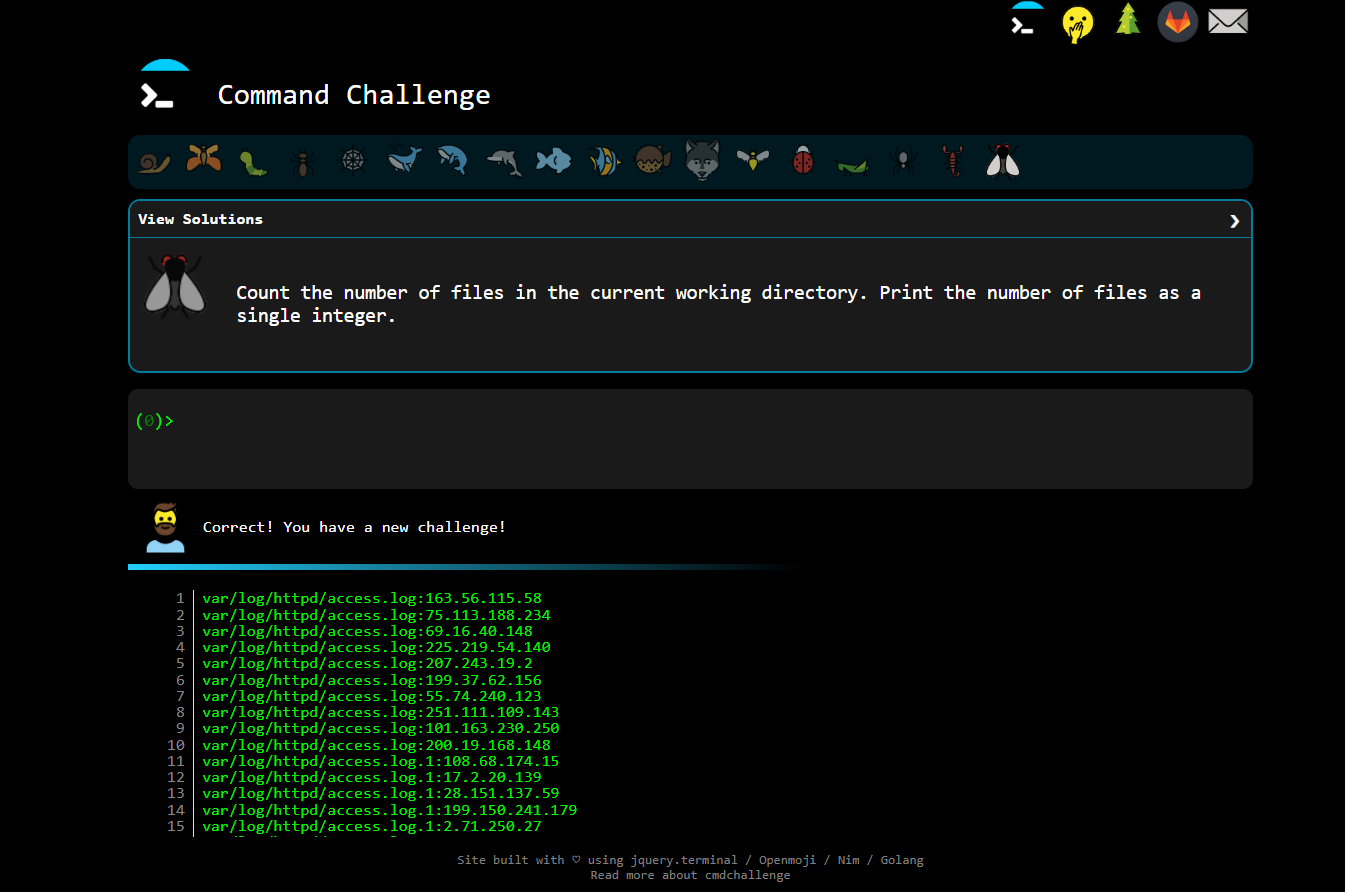 Command Challenge
View Solutions
Count the number of files in the current working directory. Print the number of files as a
single integer.
(0)>
Correct! You have a new challenge!
1 var/log/httpd/access.log:163.56.115.58
2 var/log/httpd/access.log:75.113.188.234
3 var/log/httpd/access.log:69.16.40.148
4 var/log/httpd/access.log:225.219.54.140
5 var/log/httpd/access.log:207.243.19.2
6 var/log/httpd/access.log:199.37.62.156
7 var/log/httpd/access.log:55.74.240.123
8 var/log/httpd/access.log:251.111.109.143
9 var/log/httpd/access.log:101.163.230.250
10 var/log/httpd/access.log:200.19.168.148
11 var/log/httpd/access.log.1:108.68.174.15
12 var/log/httpd/access.log.1:17.2.20.139
13 var/log/httpd/access.log.1:28.151.137.59
14 var/log/httpd/access.log.1:199.150.241.179
15 var/log/httpd/access.log.1:2.71.250.27
Site built with ♡ using jquery.terminal / Openmoji / Nim / Golang
Read more about cmdchallenge